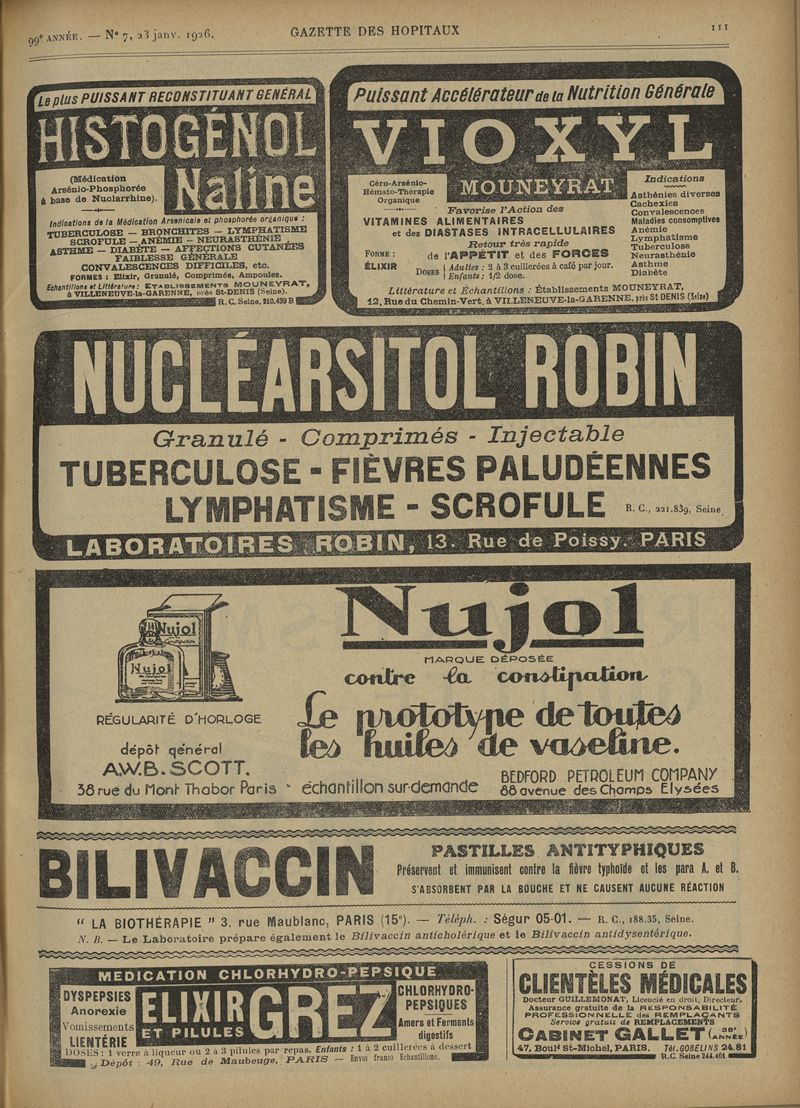 99e ANNÉE. — N° 7, 23 janv. 1926.
GAZETTE DES HOPITAUX
III
Le plus PUISSANT RECONSTITUANT GENÉRAL
HISTOGÉNOL
(Médication
Arsénio-Phosphorée
à base de Nuclarrhine).
Naline
Indications de la Médication Arsenicale et phosphorée organique :
TUBERCULOSE — BRONCHITES — LYMPHATISME
SCROFULE — ANÉMIE — NEURASTHÉNIE
ASTHME — DIABÈTE — AFFECTIONS CUTANÉES
FAIBLESSE GÉNÉRALE
CONVALESCENCES DIFFICILES, etc.
FORMES : Elixir, Granulé, Comprimés, Ampoules.
Echantillons et Littérature : ETABLISSEMENTS MOUNEYRAT,
à VILLENEUVE-la-GARENNE, près St-DENIS (Seine).
R.C. Seine, 210.439 B
Puissant Accélérateur de la Nutrition Générale
VIOXYL
Céro-Arsénio-
Hémato-Thérapie
Organique
MOUNEYRAT
Favorise l'Action des
VITAMINES ALIMENTAIRES
et des DIASTASES INTRACELLULAIRES
Retour très rapide
de l'APPÉTIT et des FORCES
FORME :
ÉLIXIR
DOSES { Adultes : 2 à 3 cuillerées à café par jour.
Enfants : 1/2 dose.
Indications
Asthénies diverses
Cachexies
Convalescences
Maladies consomptives
Anémie
Lymphatisme
Tuberculose
Neurasthénie
Asthme
Diabète
Littérature et Échantillons : Établissements MOUNEYRAT,
12, Rue du Chemin-Vert, à VILLENEUVE-la-GARENNE, près St DENIS (Seine)
NUCLÉARSITOL ROBIN
Granulé - Comprimés - Injectable
TUBERCULOSE - FIÈVRES PALUDÉENNES
LYMPHATISME - SCROFULE
R. C., 221.839, Seine
LABORATOIRES ROBIN, 13. Rue de Poissy. PARIS
Nujol
Nujol
Nujol
MARQUE DÉPOSÉE
contre la constipation
RÉGULARITÉ D'HORLOGE
Le prototype de toutes
les huiles de vaseline.
dépôt général
A.W.B. SCOTT.
38 rue du Mont Thabor Paris - échantillon sur demande
BEDFORD PETROLEUM COMPANY
88 avenue des Champs Elysées
BILIVACCIN
PASTILLES ANTITYPHIQUES
Préservent et immunisent contre la fièvre typhoïde et les para A. et B.
S'ABSORBENT PAR LA BOUCHE ET NE CAUSENT AUCUNE RÉACTION
“ LA BIOTHÉRAPIE ” 3, rue Maublanc, PARIS (15e). — Téléph. : Ségur 05-01. — R. C., 188.35, Seine.
N. B. — Le Laboratoire prépare également le Bilivaccin anticholérique et le Bilivaccin antidysentérique.
MEDICATION CHLORHYDRO-PEPSIQUE
DYSPEPSIES
Anorexie
Vomissements
LIENTÉRIE
ELIXIR
ET PILULES
GREZ
CHLORHYDRO-
PEPSIQUES
Amers et Ferments
digestifs
DOSES : 1 verre à liqueur ou 2 à 3 pilules par repas. Enfants : 1 à 2 cuillerées à dessert
Dépôt : 49, Rue de Maubeuge, PARIS — Envoi franco Echantillons.
CESSIONS DE
CLIENTÈLES MÉDICALES
Docteur GUILLEMONAT, Licencié en droit, Directeur.
Assurance gratuite de la RESPONSABILITÉ
PROFESSIONNELLE des REMPLAÇANTS
Service gratuit de REMPLACEMENTS
CABINET GALLET (38e ANNÉE)
47, Bould St-Michel, PARIS. Tél. GOBELINS 24.81
R.C. Seine 244.461